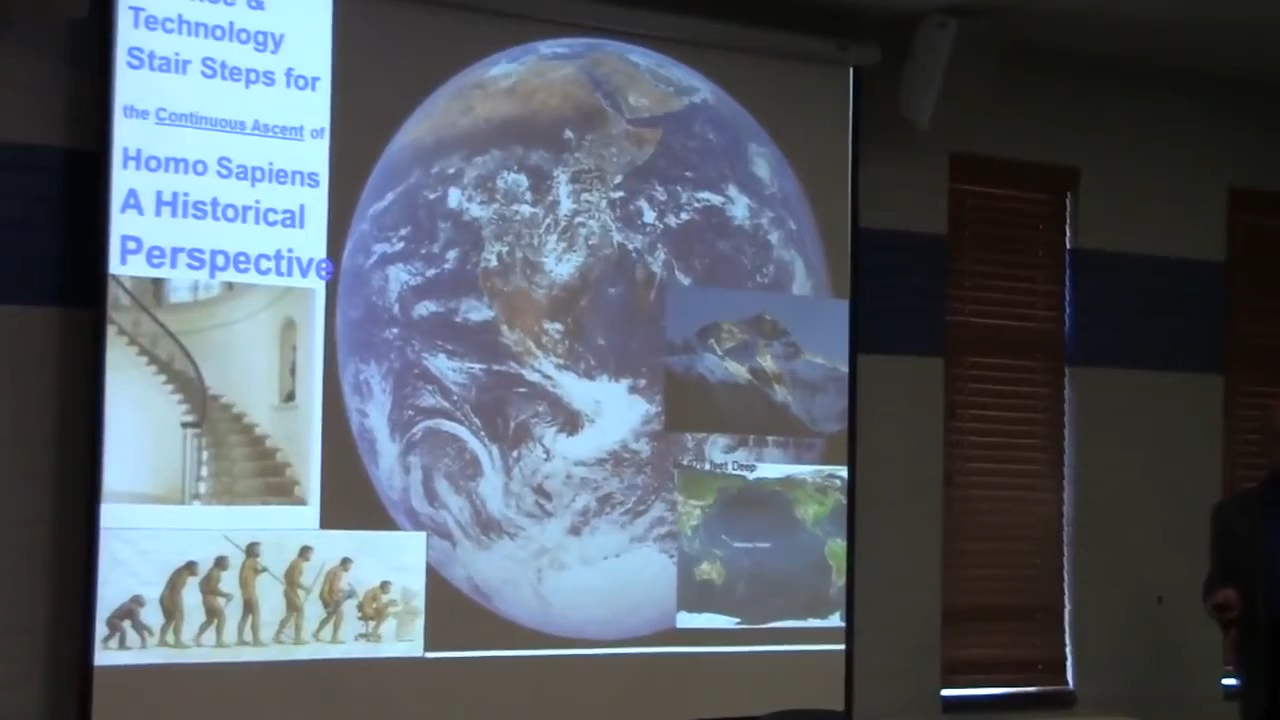 &
Technology
Stair Steps for
the Continuous Ascent of
Homo Sapiens
A Historical
Perspective
feet Deep